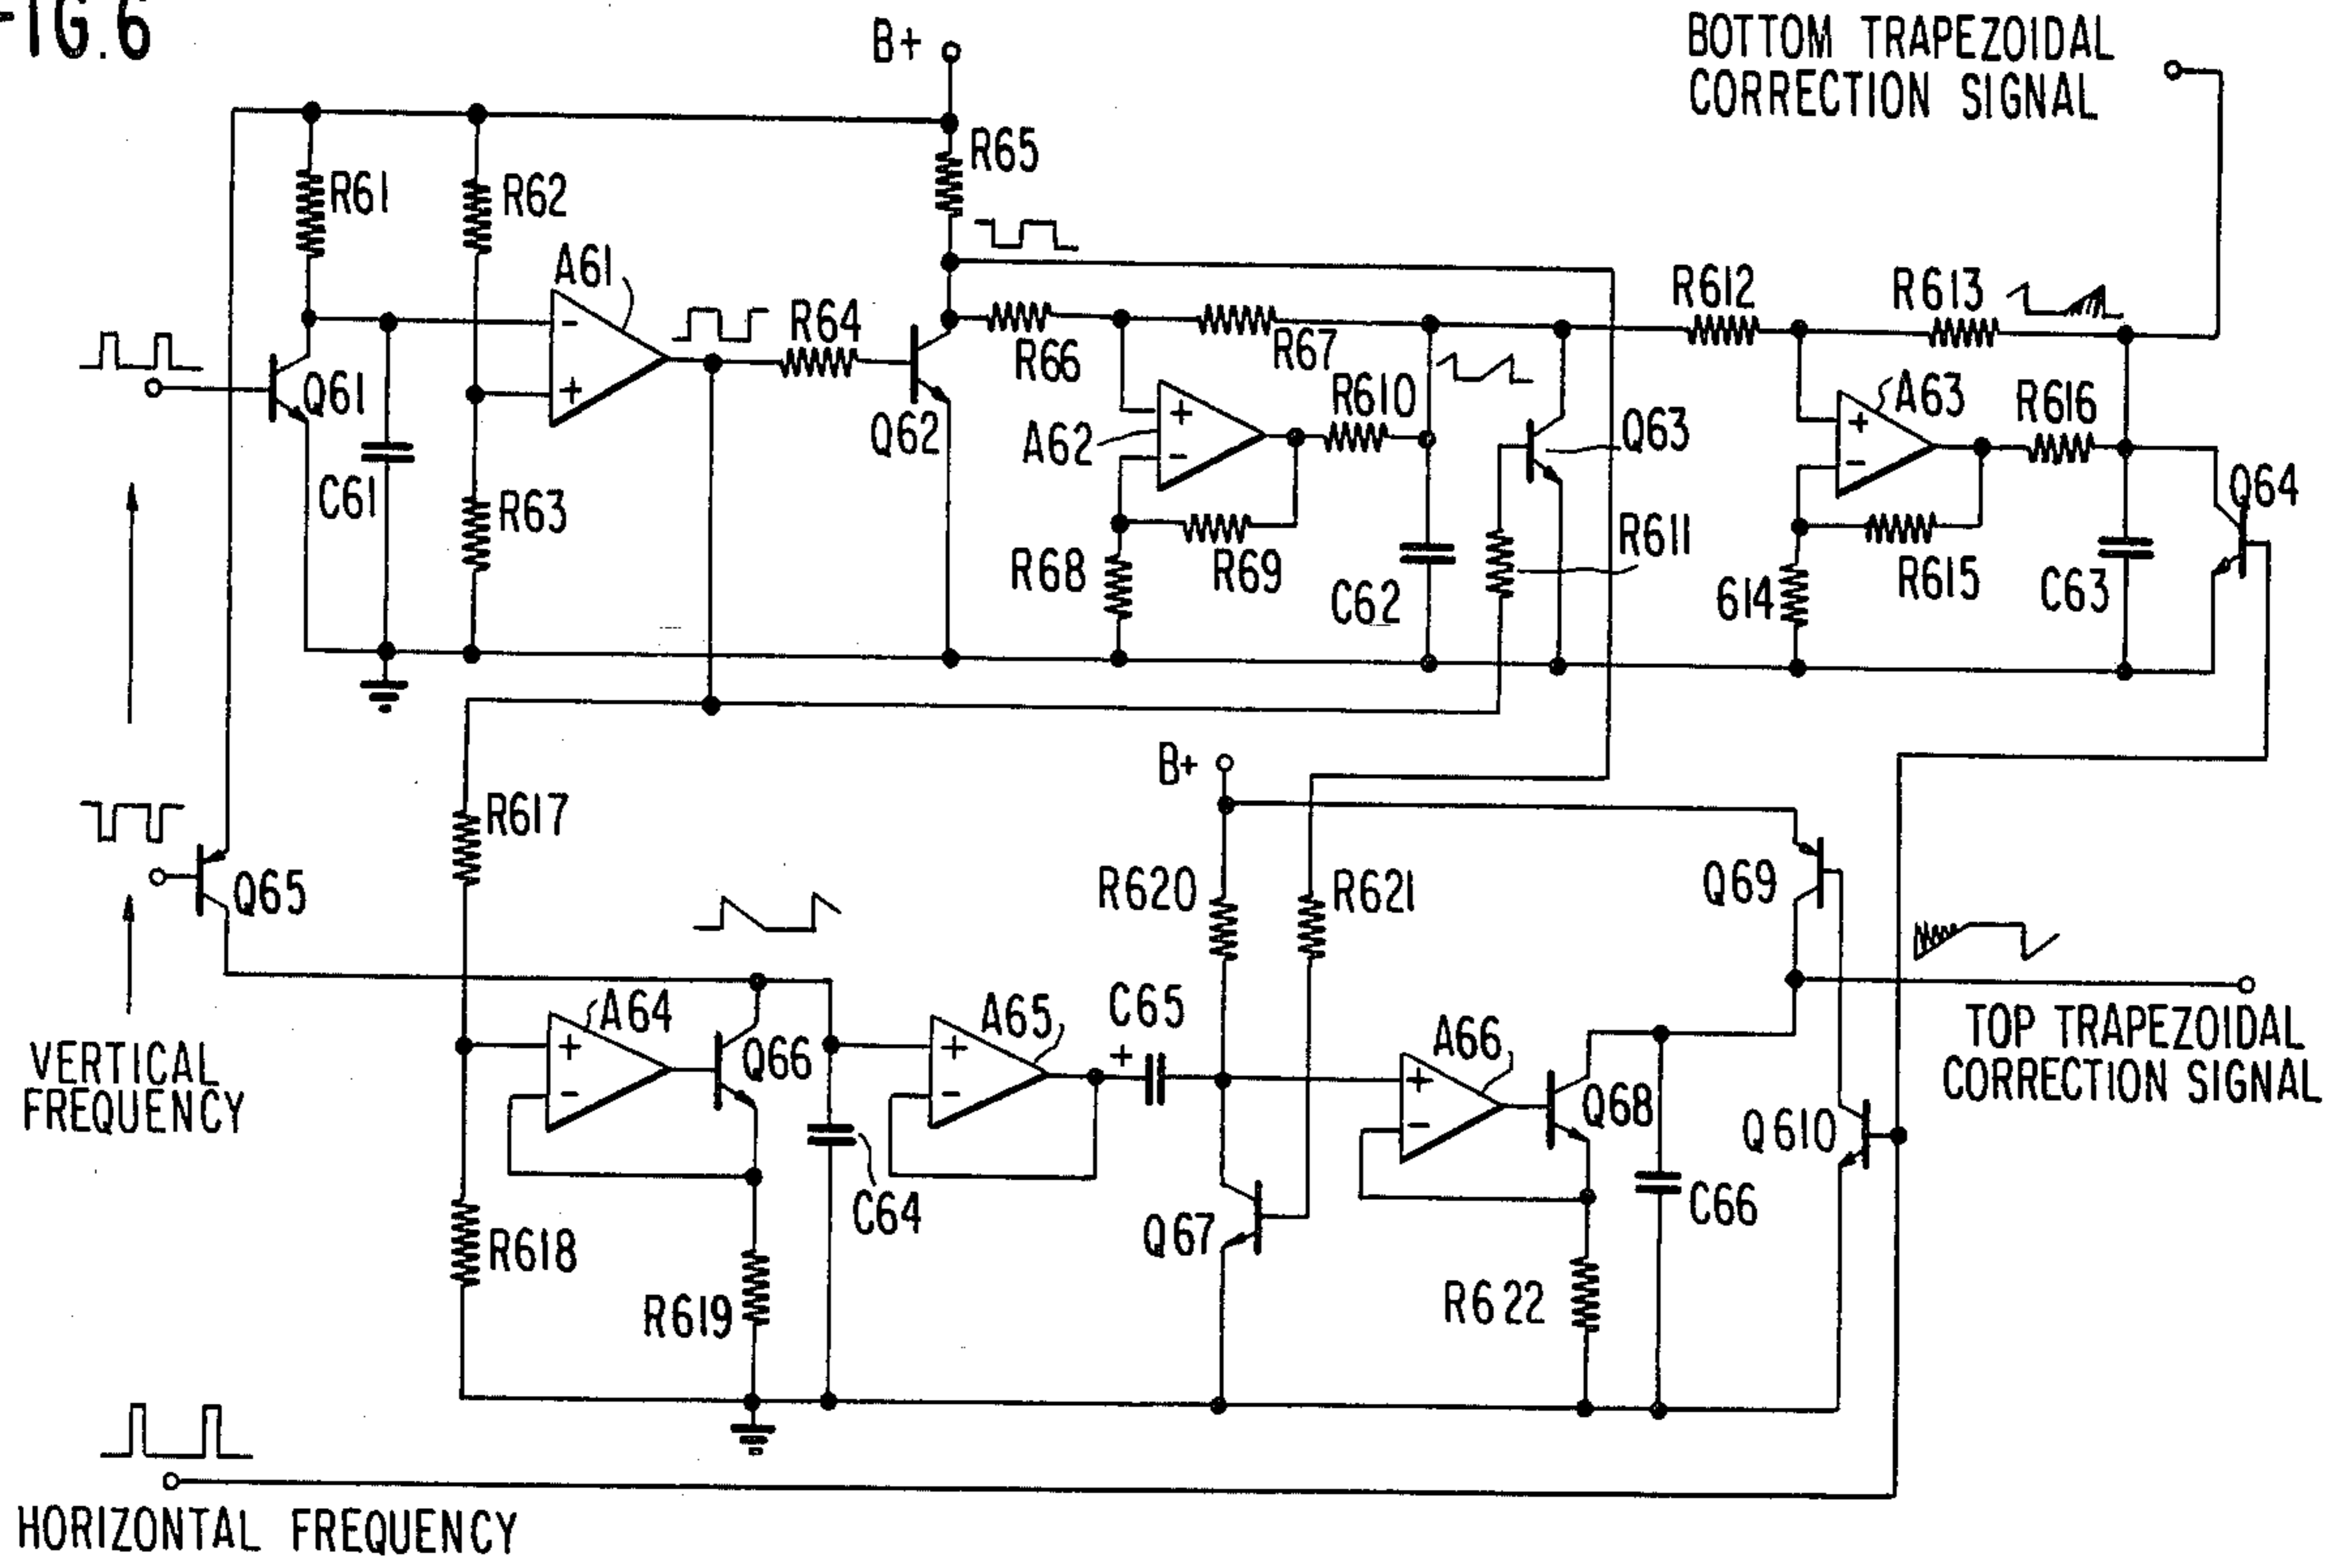 FIG.6
B+
BOTTOM TRAPEZOIDAL
CORRECTION SIGNAL
R61
R62
R65
A61
-
+
R64
Q61
C61
R63
Q62
R66
R67
A62
+
-
R610
R68
R69
C62
Q63
R611
R612
R613
A63
+
-
R616
614
R615
C63
Q64
R617
Q65
B+
R620
R621
Q69
A64
+
-
Q66
A65
+
-
C65
+
A66
+
-
Q68
Q610
TOP TRAPEZOIDAL
CORRECTION SIGNAL
VERTICAL
FREQUENCY
R618
R619
C64
Q67
R622
C66
HORIZONTAL FREQUENCY